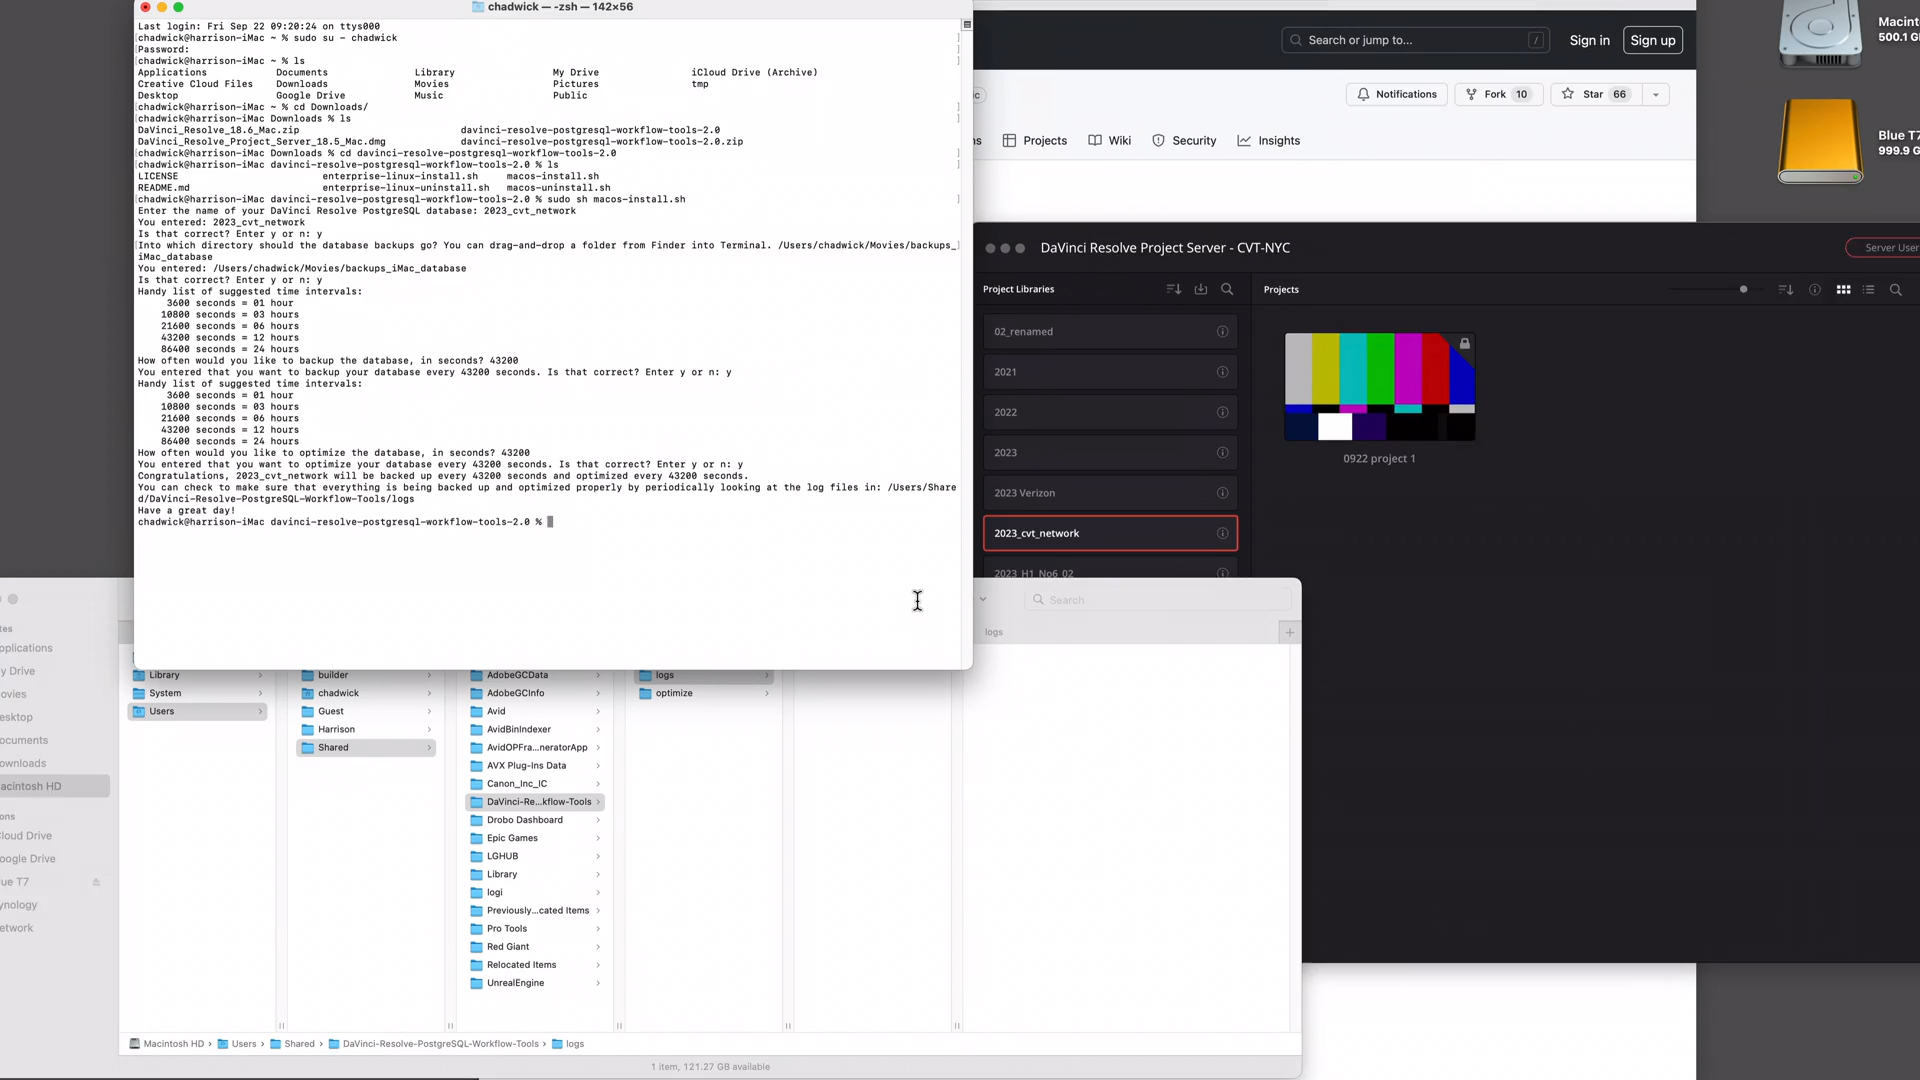 chadwick — -zsh — 142×56
Last login: Fri Sep 22 09:20:24 on ttys000
[chadwick@harrison-iMac ~ % sudo su - chadwick
[Password:
[chadwick@harrison-iMac ~ % ls
Applications Documents Library My Drive iCloud Drive (Archive)
Creative Cloud Files Downloads Movies Pictures tmp
Desktop Google Drive Music Public
[chadwick@harrison-iMac ~ % cd Downloads/
[chadwick@harrison-iMac Downloads % ls
DaVinci_Resolve_18.6_Mac.zip davinci-resolve-postgresql-workflow-tools-2.0
DaVinci_Resolve_Project_Server_18.5_Mac.dmg davinci-resolve-postgresql-workflow-tools-2.0.zip
[chadwick@harrison-iMac Downloads % cd davinci-resolve-postgresql-workflow-tools-2.0
[chadwick@harrison-iMac davinci-resolve-postgresql-workflow-tools-2.0 % ls
LICENSE enterprise-linux-install.sh macos-install.sh
README.md enterprise-linux-uninstall.sh macos-uninstall.sh
[chadwick@harrison-iMac davinci-resolve-postgresql-workflow-tools-2.0 % sudo sh macos-install.sh
Enter the name of your DaVinci Resolve PostgreSQL database: 2023_cvt_network
You entered: 2023_cvt_network
Is that correct? Enter y or n: y
[Into which directory should the database backups go? You can drag-and-drop a folder from Finder into Terminal. /Users/chadwick/Movies/backups_]
iMac_database
You entered: /Users/chadwick/Movies/backups_iMac_database
Is that correct? Enter y or n: y
Handy list of suggested time intervals:
3600 seconds = 01 hour
10800 seconds = 03 hours
21600 seconds = 06 hours
43200 seconds = 12 hours
86400 seconds = 24 hours
How often would you like to backup the database, in seconds? 43200
You entered that you want to backup your database every 43200 seconds. Is that correct? Enter y or n: y
Handy list of suggested time intervals:
3600 seconds = 01 hour
10800 seconds = 03 hours
21600 seconds = 06 hours
43200 seconds = 12 hours
86400 seconds = 24 hours
How often would you like to optimize the database, in seconds? 43200
You entered that you want to optimize your database every 43200 seconds. Is that correct? Enter y or n: y
Congratulations, 2023_cvt_network will be backed up every 43200 seconds and optimized every 43200 seconds.
You can check to make sure that everything is being backed up and optimized properly by periodically looking at the log files in: /Users/Share
d/DaVinci-Resolve-PostgreSQL-Workflow-Tools/logs
Have a great day!
chadwick@harrison-iMac davinci-resolve-postgresql-workflow-tools-2.0 %
Search or jump to... /
Sign in
Sign up
Notifications
Fork 10
Star 66
Projects
Wiki
Security
Insights
Macint
500.1 G
Blue T7
999.9 G
DaVinci Resolve Project Server - CVT-NYC
Server User
Project Libraries
Projects
02_renamed
2021
2022
2023
2023 Verizon
2023_cvt_network
2023_H1_No6_02
0922 project 1
Search
logs
tes
pplications
y Drive
ovies
esktop
ocuments
ownloads
acintosh HD
ons
loud Drive
oogle Drive
ue T7
ynology
etwork
Library
System
Users
builder
chadwick
Guest
Harrison
Shared
AdobeGCData
AdobeGCInfo
Avid
AvidBinIndexer
AvidOPFra...neratorApp
AVX Plug-Ins Data
Canon_Inc_IC
DaVinci-Re...kflow-Tools
Drobo Dashboard
Epic Games
LGHUB
Library
logi
Previously...cated Items
Pro Tools
Red Giant
Relocated Items
UnrealEngine
logs
optimize
Macintosh HD › Users › Shared › DaVinci-Resolve-PostgreSQL-Workflow-Tools › logs
1 item, 121.27 GB available